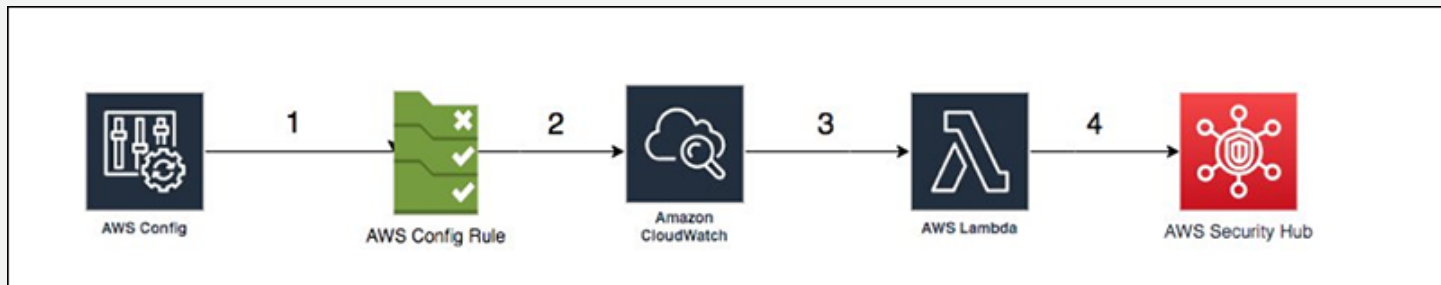 1
2
3
4
AWS Config
AWS Config Rule
Amazon
CloudWatch
AWS Lambda
AWS Security Hub